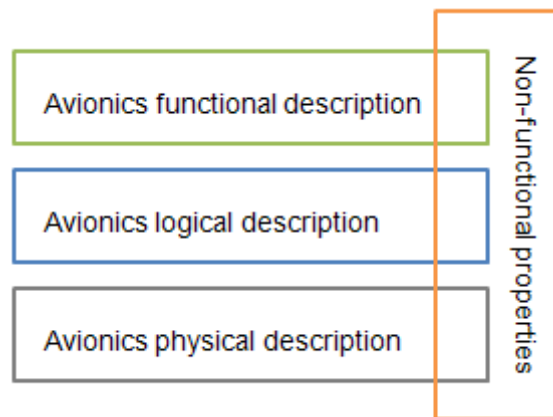 Avionics functional description
Avionics logical description
Avionics physical description
Non-functional properties